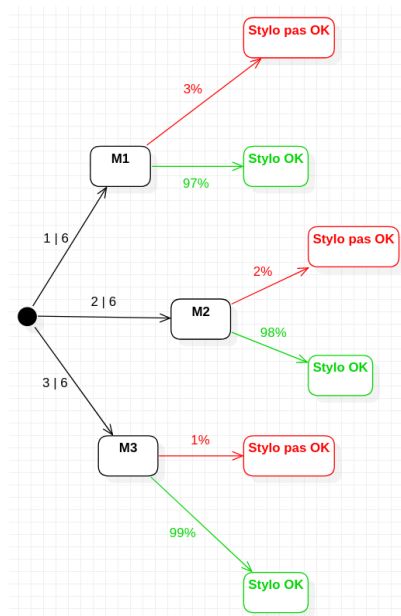 Stylo pas OK
3%
M1
Stylo OK
97%
1 | 6
Stylo pas OK
2%
2 | 6
M2
98%
Stylo OK
3 | 6
1%
M3
Stylo pas OK
99%
Stylo OK